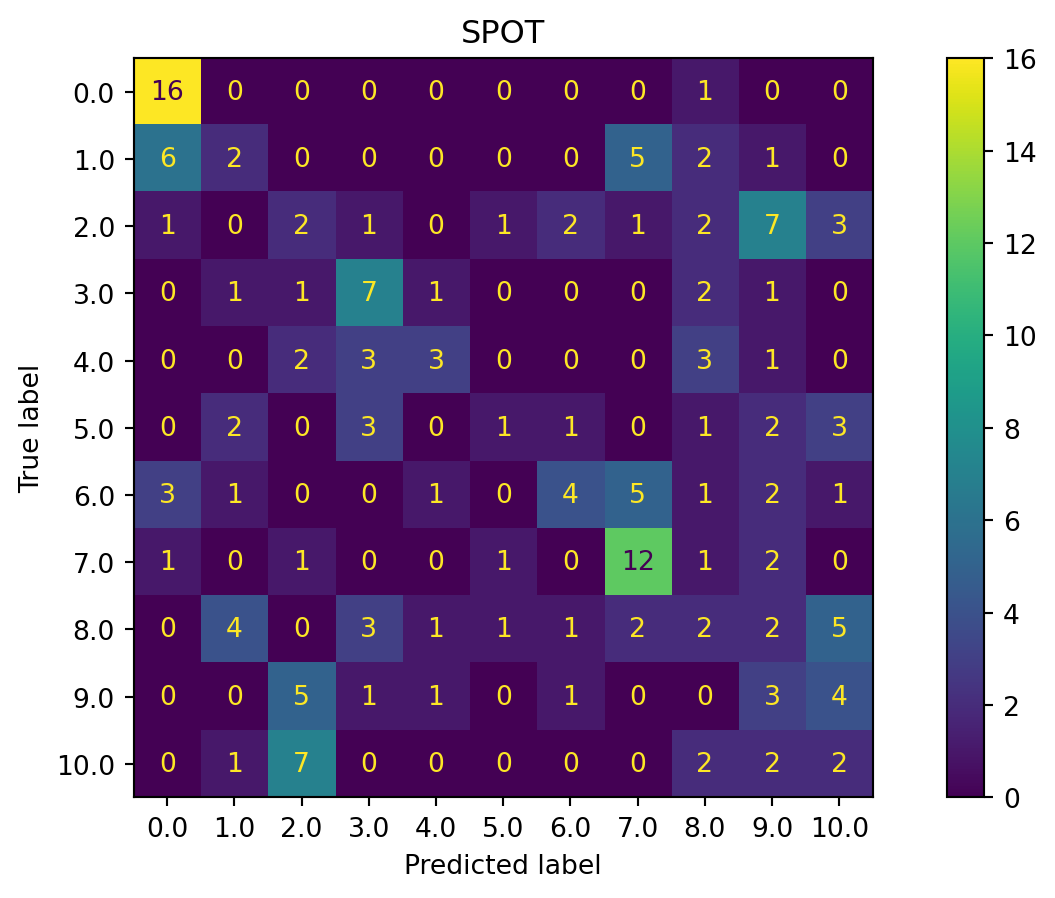 SPOT
0.0 16 0 0 0 0 0 0 0 1 0 0
1.0 6 2 0 0 0 0 0 5 2 1 0
2.0 1 0 2 1 0 1 2 1 2 7 3
3.0 0 1 1 7 1 0 0 0 2 1 0
4.0 0 0 2 3 3 0 0 0 3 1 0
5.0 0 2 0 3 0 1 1 0 1 2 3
6.0 3 1 0 0 1 0 4 5 1 2 1
7.0 1 0 1 0 0 1 0 12 1 2 0
8.0 0 4 0 3 1 1 1 2 2 2 5
9.0 0 0 5 1 1 0 1 0 0 3 4
10.0 0 1 7 0 0 0 0 0 2 2 2
0.0 1.0 2.0 3.0 4.0 5.0 6.0 7.0 8.0 9.0 10.0
Predicted label
True label
16
14
12
10
8
6
4
2
0